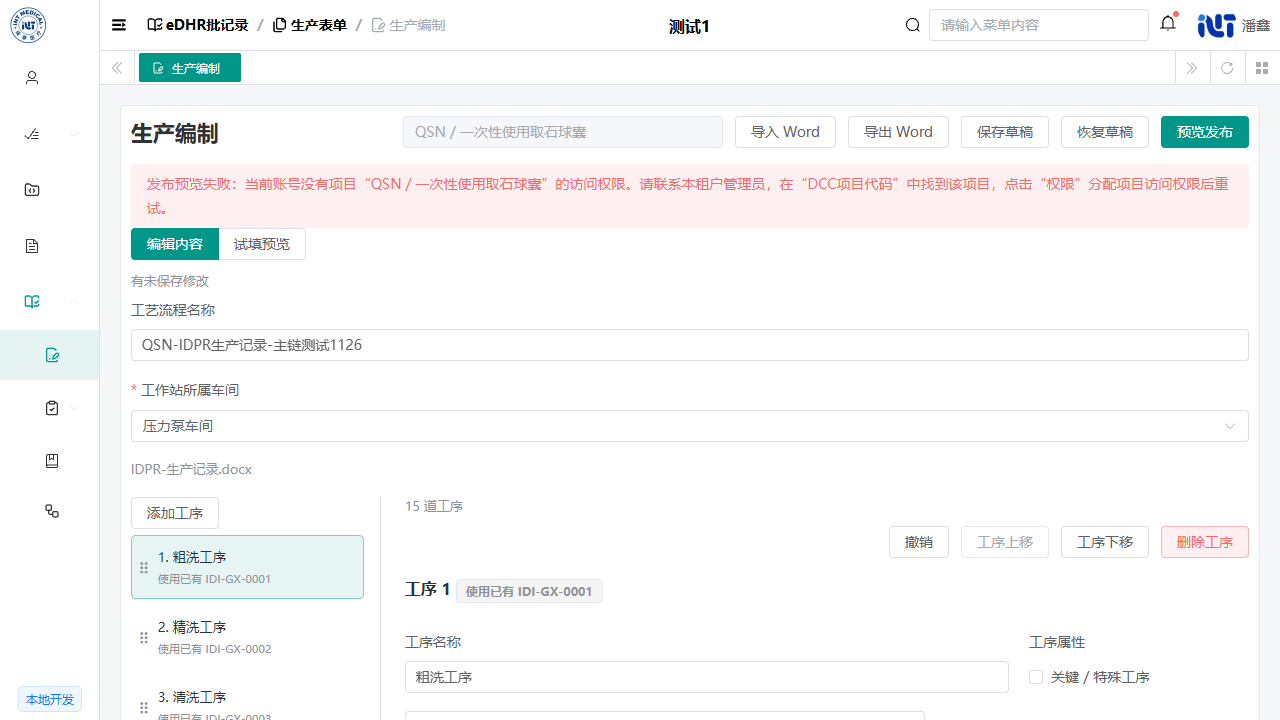 eDHR批记录 / 生产表单 / 生产编制
测试1
请输入菜单内容
INT
潘鑫
生产编制
生产编制
QSN / 一次性使用取石球囊
导入 Word
导出 Word
保存草稿
恢复草稿
预览发布
发布预览失败：当前账号没有项目“QSN / 一次性使用取石球囊”的访问权限。请联系本租户管理员，在“DCC项目代码”中找到该项目，点击“权限”分配项目访问权限后重
试。
编辑内容
试填预览
有未保存修改
工艺流程名称
QSN-IDPR生产记录-主链测试1126
* 工作站所属车间
压力泵车间
IDPR-生产记录.docx
添加工序
15 道工序
撤销
工序上移
工序下移
删除工序
1. 粗洗工序
使用已有 IDI-GX-0001
2. 精洗工序
使用已有 IDI-GX-0002
3. 清洗工序
使用已有 IDI-GX-0003
工序 1
使用已有 IDI-GX-0001
工序名称
工序属性
粗洗工序
关键 / 特殊工序
本地开发